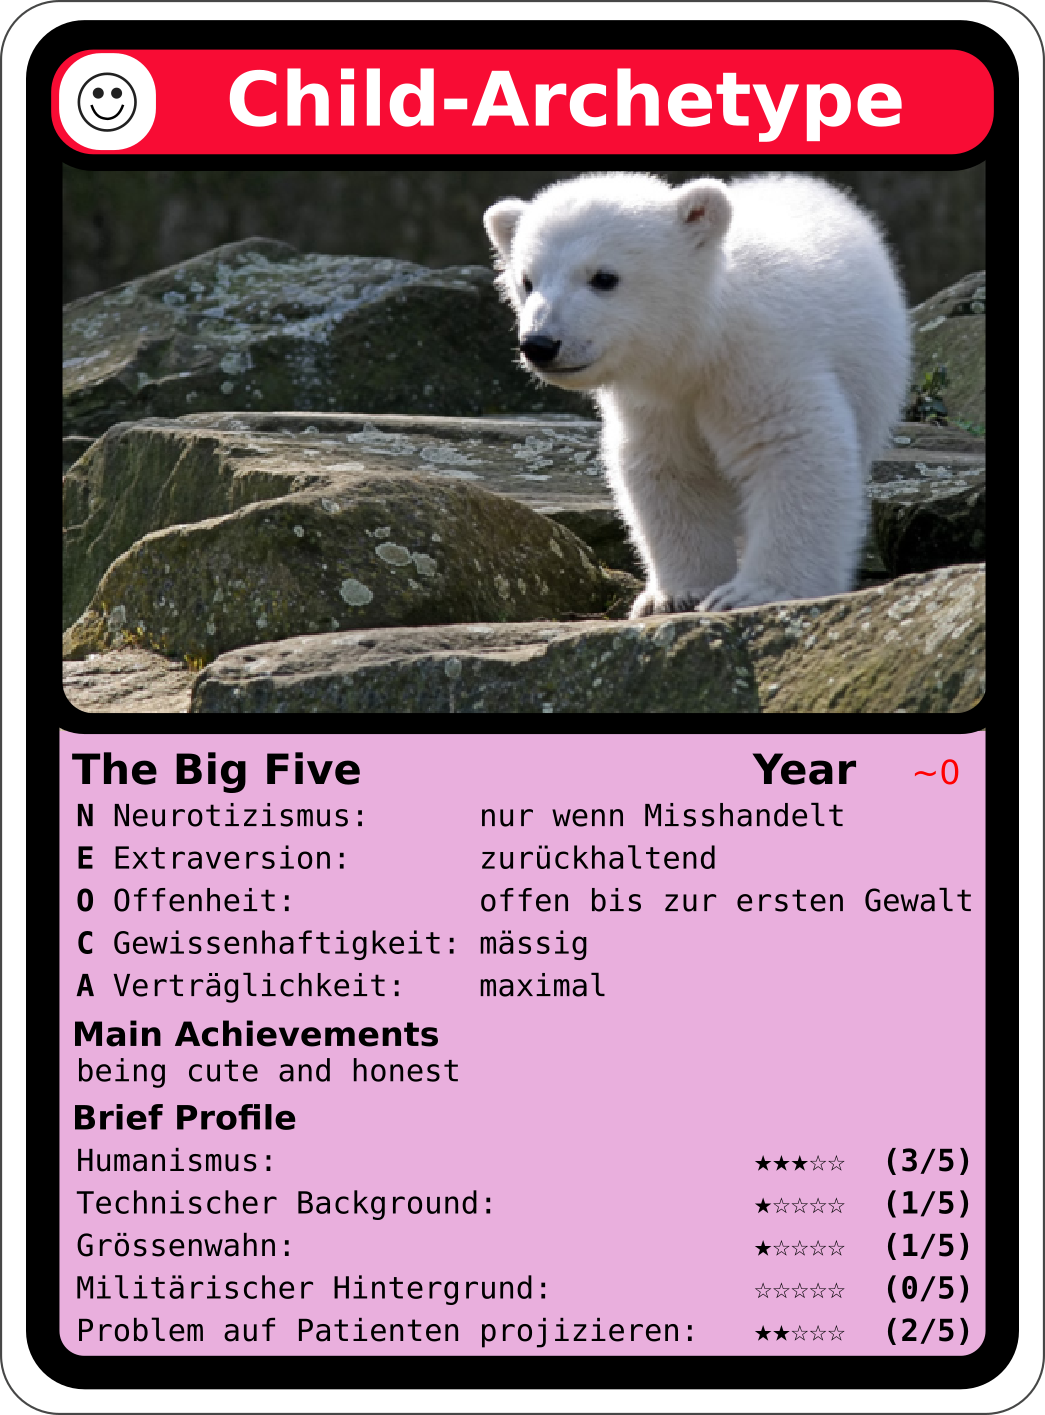 Child-Archetype
The Big Five Year ~0
N Neurotizismus: nur wenn Misshandelt
E Extraversion: zurückhaltend
O Offenheit: offen bis zur ersten Gewalt
C Gewissenhaftigkeit: mässig
A Verträglichkeit: maximal
Main Achievements
being cute and honest
Brief Profile
Humanismus: ★★★☆☆ (3/5)
Technischer Background: ★☆☆☆☆ (1/5)
Grössenwahn: ★☆☆☆☆ (1/5)
Militärischer Hintergrund: ☆☆☆☆☆ (0/5)
Problem auf Patienten projizieren: ★★☆☆☆ (2/5)